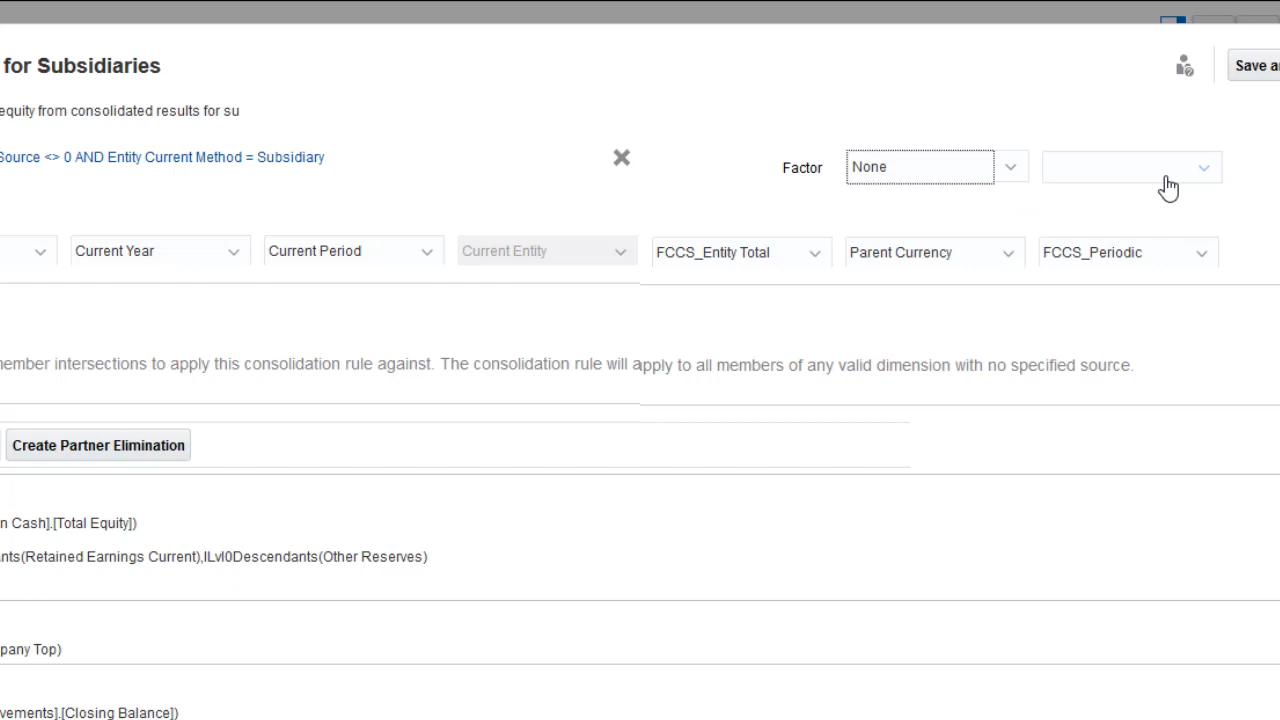 for Subsidiaries
Save a
equity from consolidated results for su
Source <> 0 AND Entity Current Method = Subsidiary
Factor None
Current Year Current Period Current Entity FCCS_Entity Total Parent Currency FCCS_Periodic
member intersections to apply this consolidation rule against. The consolidation rule will apply to all members of any valid dimension with no specified source.
Create Partner Elimination
n Cash].[Total Equity])
nts(Retained Earnings Current),ILvl0Descendants(Other Reserves)
pany Top)
vements].[Closing Balance])